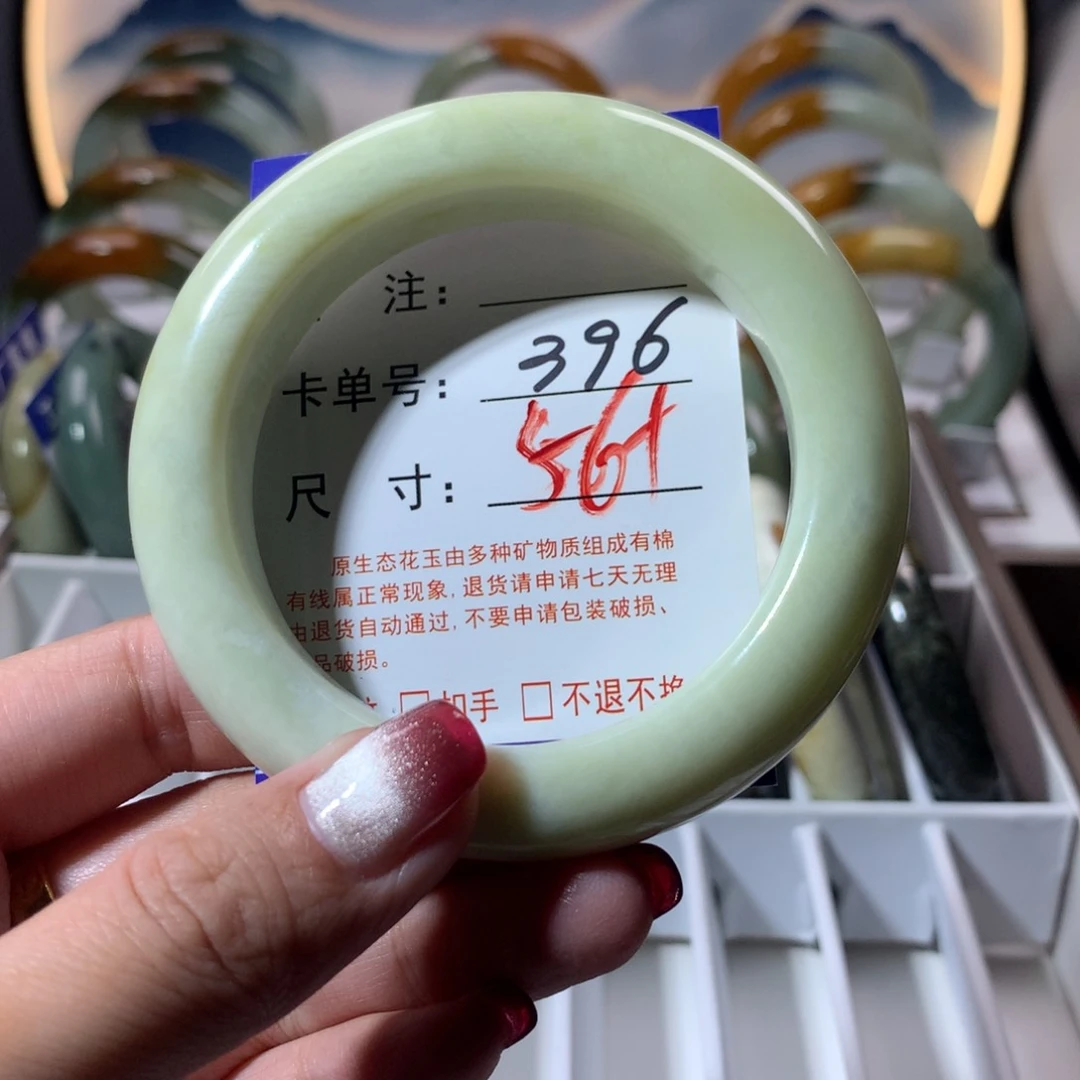 注：
卡单号：396
尺 寸：56+
原生态花玉由多种矿物质组成有棉
有线属正常现象，退货请申请七天无理
由退货自动通过，不要申请包装破损、
品破损。
□扣手 □不退不换